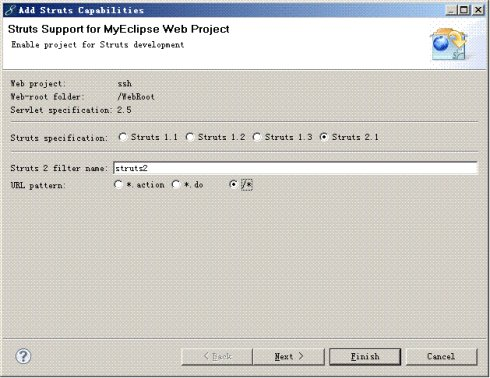 Add Struts Capabilities
Struts Support for MyEclipse Web Project
Enable project for Struts development
Web project: ssh
Web-root folder: /WebRoot
Servlet specification: 2.5
Struts specification: Struts 1.1 Struts 1.2 Struts 1.3 Struts 2.1
Struts 2 filter name: struts2
URL pattern: *.action *.do /*
? < Back Next > Finish Cancel